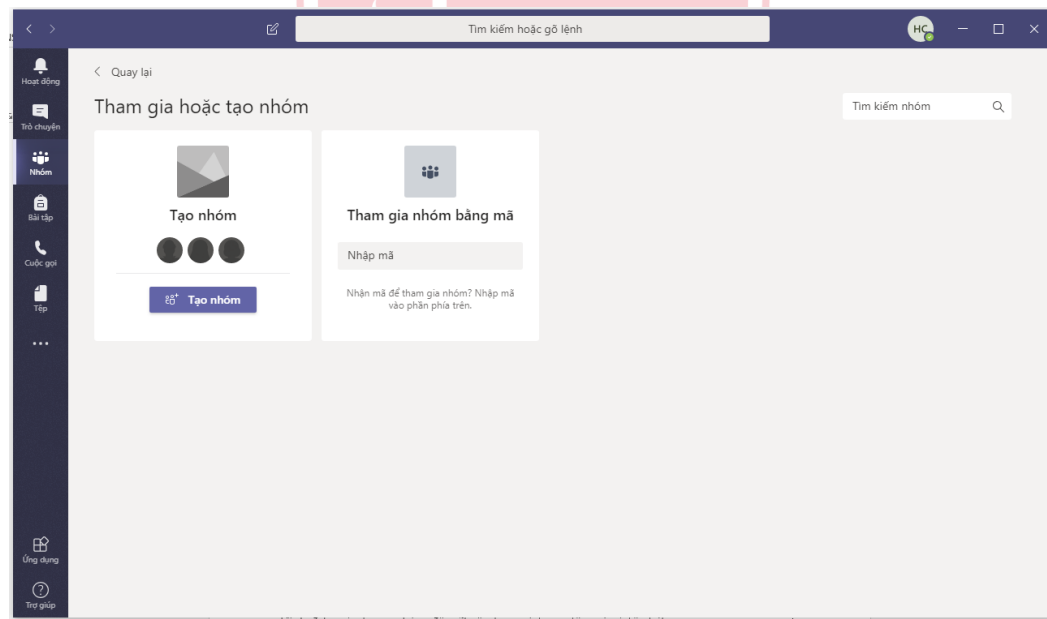 Tìm kiếm hoặc gõ lệnh
HC
Hoạt động
Trò chuyện
Nhóm
Bài tập
Cuộc gọi
Tệp
Ứng dụng
Trợ giúp
Quay lại
Tham gia hoặc tạo nhóm
Tìm kiếm nhóm
Tạo nhóm
Tạo nhóm
Tham gia nhóm bằng mã
Nhập mã
Nhận mã để tham gia nhóm? Nhập mã
vào phần phía trên.